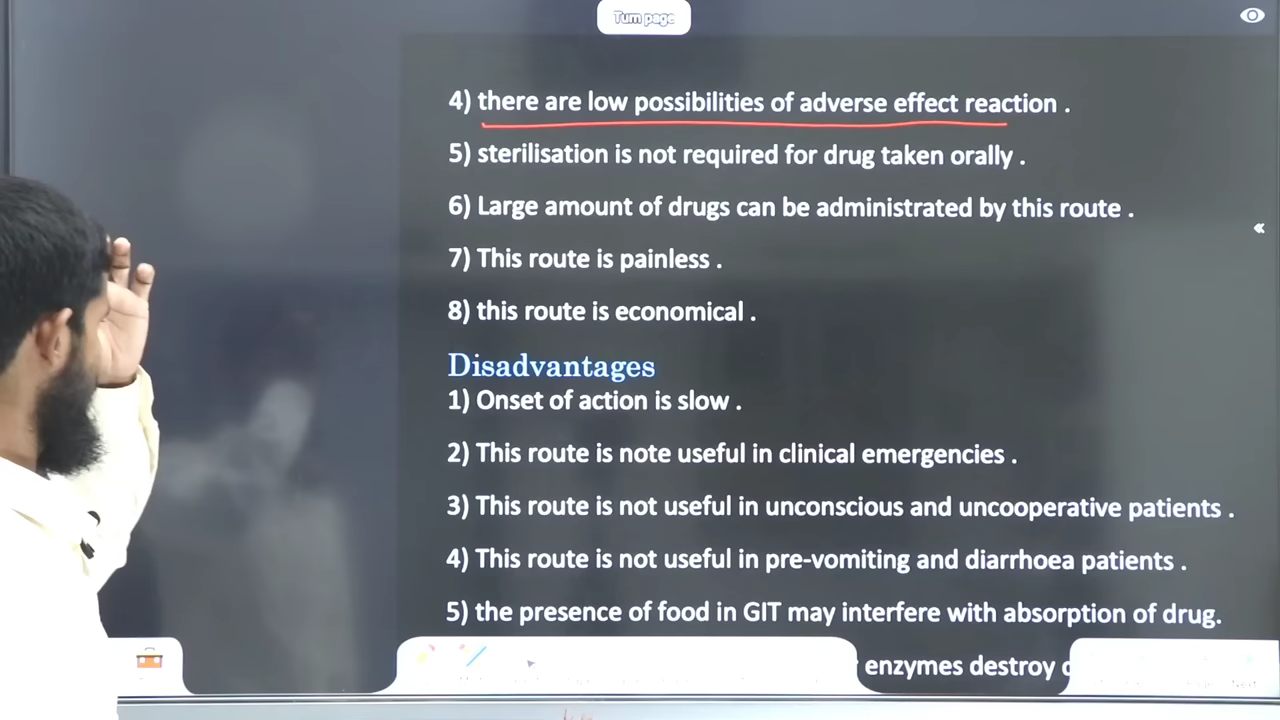 Turn page
4) there are low possibilities of adverse effect reaction .
5) sterilisation is not required for drug taken orally .
6) Large amount of drugs can be administrated by this route .
7) This route is painless .
8) this route is economical .
Disadvantages
1) Onset of action is slow .
2) This route is note useful in clinical emergencies .
3) This route is not useful in unconscious and uncooperative patients .
4) This route is not useful in pre-vomiting and diarrhoea patients .
5) the presence of food in GIT may interfere with absorption of drug.
enzymes destroy